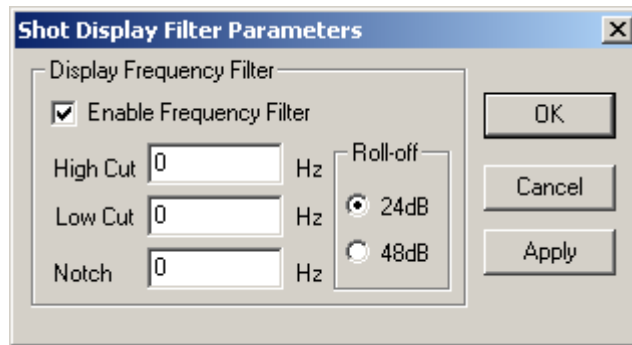 Shot Display Filter Parameters
Display Frequency Filter
Enable Frequency Filter
High Cut 0 Hz
Low Cut 0 Hz
Notch 0 Hz
Roll-off
24dB
48dB
OK
Cancel
Apply